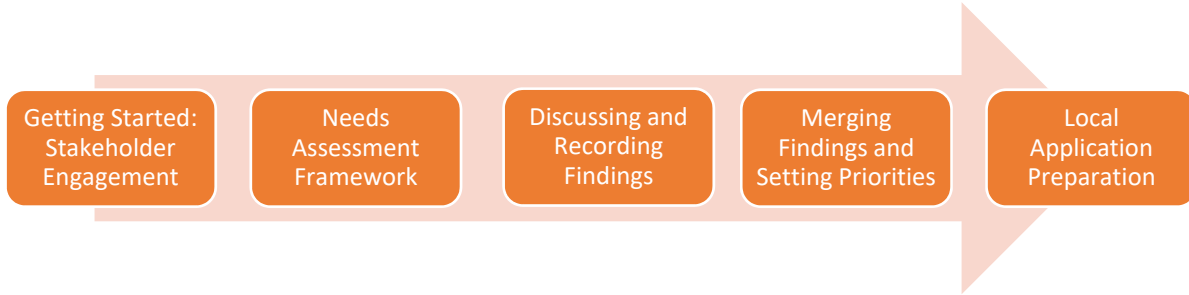 Getting Started:
Stakeholder
Engagement
Needs
Assessment
Framework
Discussing and
Recording
Findings
Merging
Findings and
Setting Priorities
Local
Application
Preparation